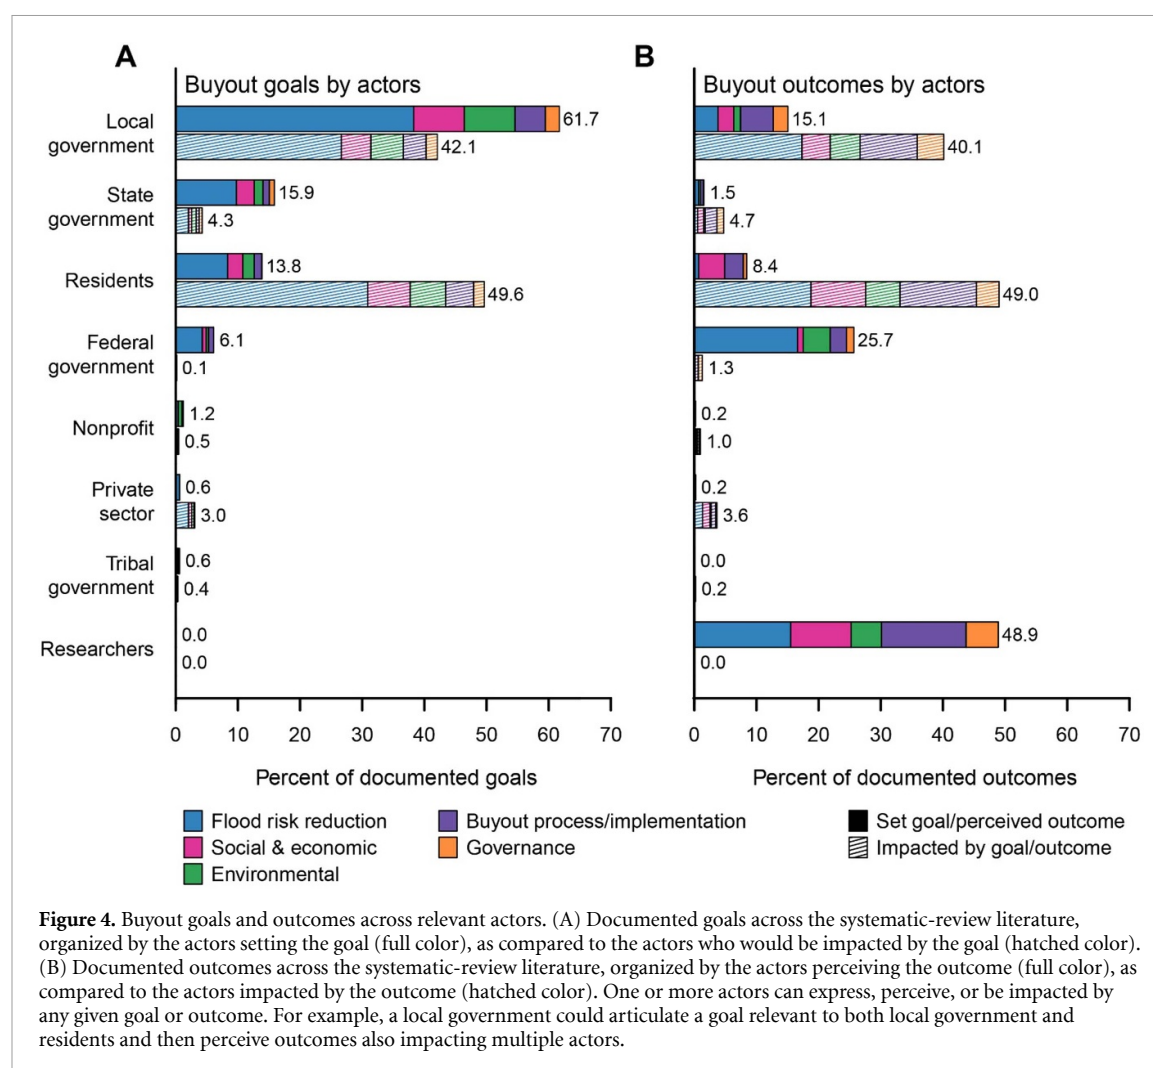 A
Buyout goals by actors
Local government
61.7
42.1
State government
15.9
4.3
Residents
13.8
49.6
Federal government
6.1
0.1
Nonprofit
1.2
0.5
Private sector
0.6
3.0
Tribal government
0.6
0.4
Researchers
0.0
0.0
0 10 20 30 40 50 60 70
Percent of documented goals
B
Buyout outcomes by actors
15.1
40.1
1.5
4.7
8.4
49.0
25.7
1.3
0.2
1.0
0.2
3.6
0.0
0.2
48.9
0.0
0 10 20 30 40 50 60 70
Percent of documented outcomes
Flood risk reduction
Social & economic
Environmental
Buyout process/implementation
Governance
Set goal/perceived outcome
Impacted by goal/outcome
Figure 4. Buyout goals and outcomes across relevant actors. (A) Documented goals across the systematic-review literature,
organized by the actors setting the goal (full color), as compared to the actors who would be impacted by the goal (hatched color).
(B) Documented outcomes across the systematic-review literature, organized by the actors perceiving the outcome (full color), as
compared to the actors impacted by the outcome (hatched color). One or more actors can express, perceive, or be impacted by
any given goal or outcome. For example, a local government could articulate a goal relevant to both local government and
residents and then perceive outcomes also impacting multiple actors.